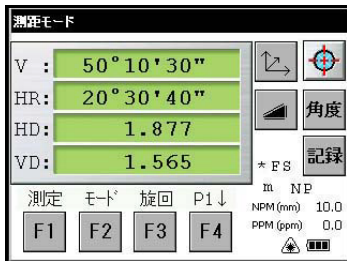 測距モード
V : 50°10'30"
HR: 20°30'40"
HD: 1.877
VD: 1.565
角度
記録
* FS
m NP
NPM (mm) 10.0
PPM (ppm) 0.0
測定 モード 旋回 P1↓
F1 F2 F3 F4